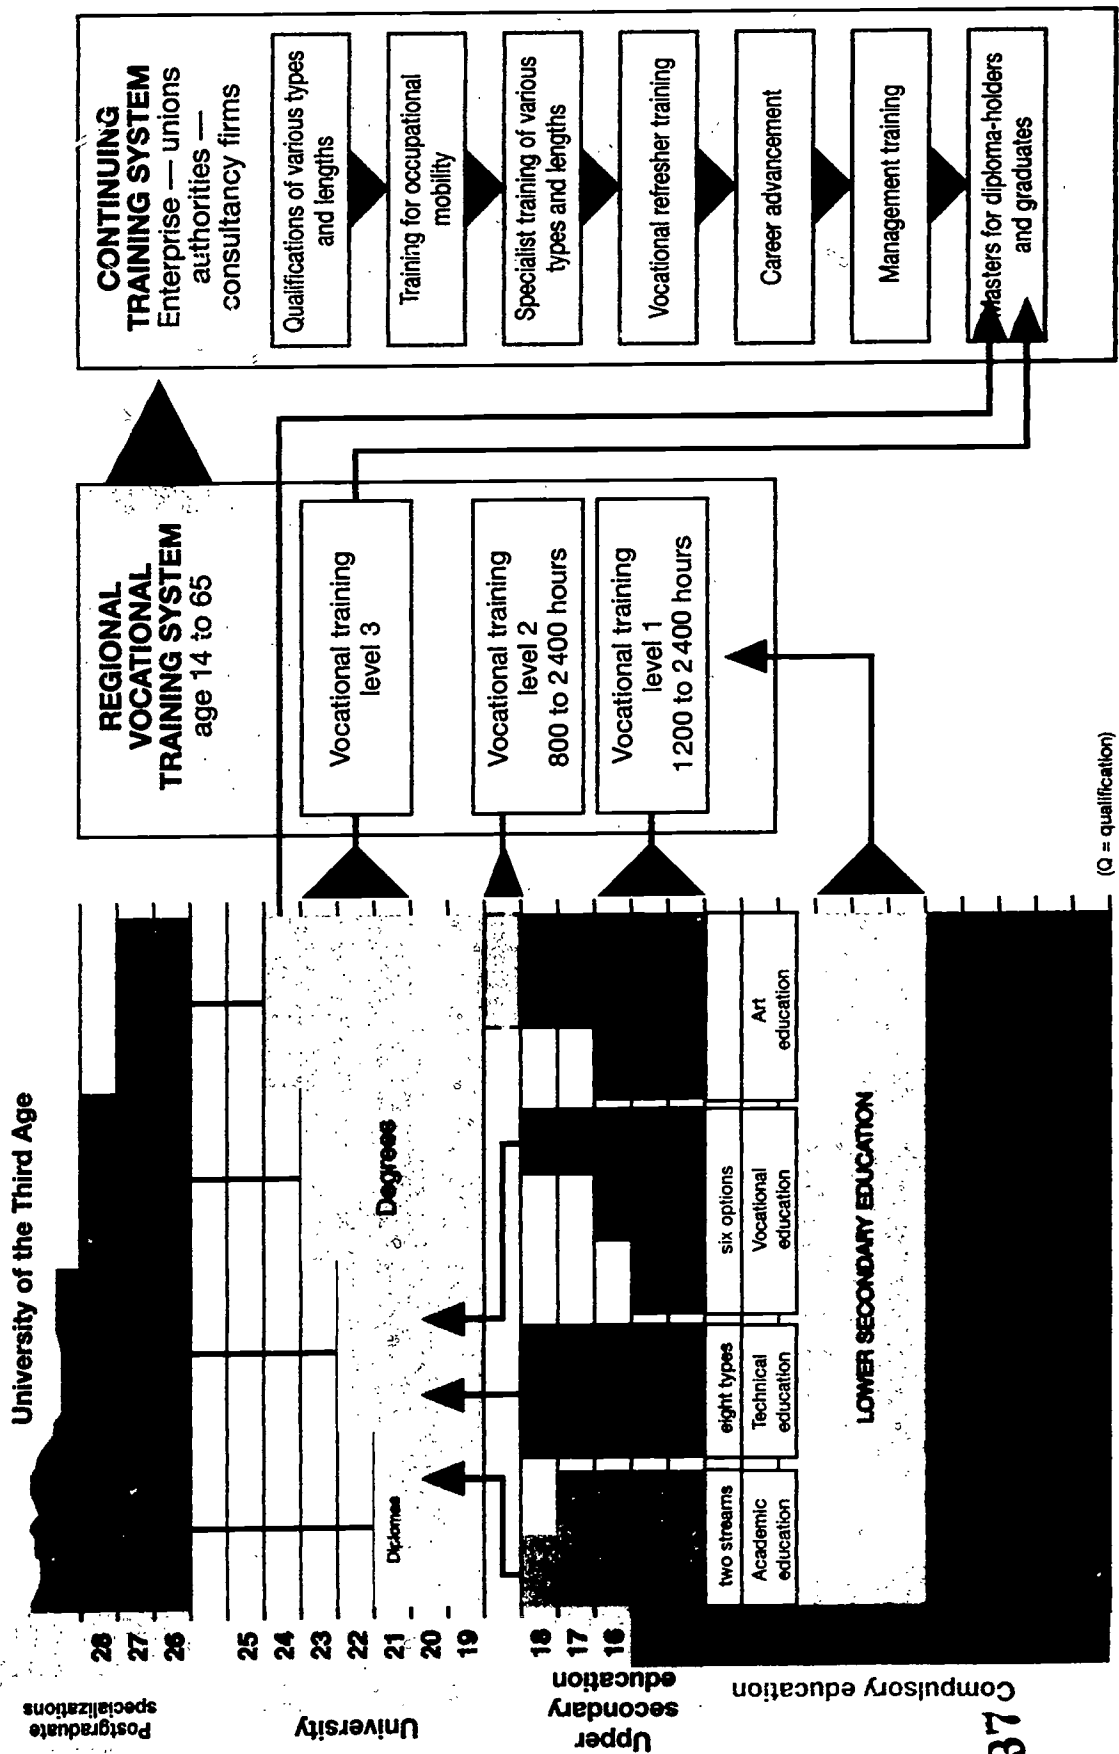 University of the Third Age
Postgraduate
specializations
University
Upper
secondary
education
Compulsory education
28
27
26
25
24
23
22
21
20
19
18
17
16
Diplomes
Degrees
two streams
Academic
education
eight types
Technical
education
six options
Vocational
education
Art
education
LOWER SECONDARY EDUCATION
REGIONAL
VOCATIONAL
TRAINING SYSTEM
age 14 to 65
Vocational training
level 3
Vocational training
level 2
800 to 2 400 hours
Vocational training
level 1
1200 to 2 400 hours
CONTINUING
TRAINING SYSTEM
Enterprise — unions
authorities —
consultancy firms
Qualifications of various types
and lengths
Training for occupational
mobility
Specialist training of various
types and lengths
Vocational refresher training
Career advancement
Management training
Masters for diploma-holders
and graduates
(Q = qualification)
37